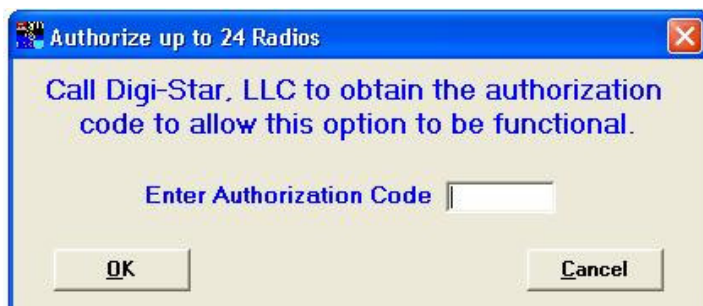 Authorize up to 24 Radios
Call Digi-Star, LLC to obtain the authorization
code to allow this option to be functional.
Enter Authorization Code
OK Cancel